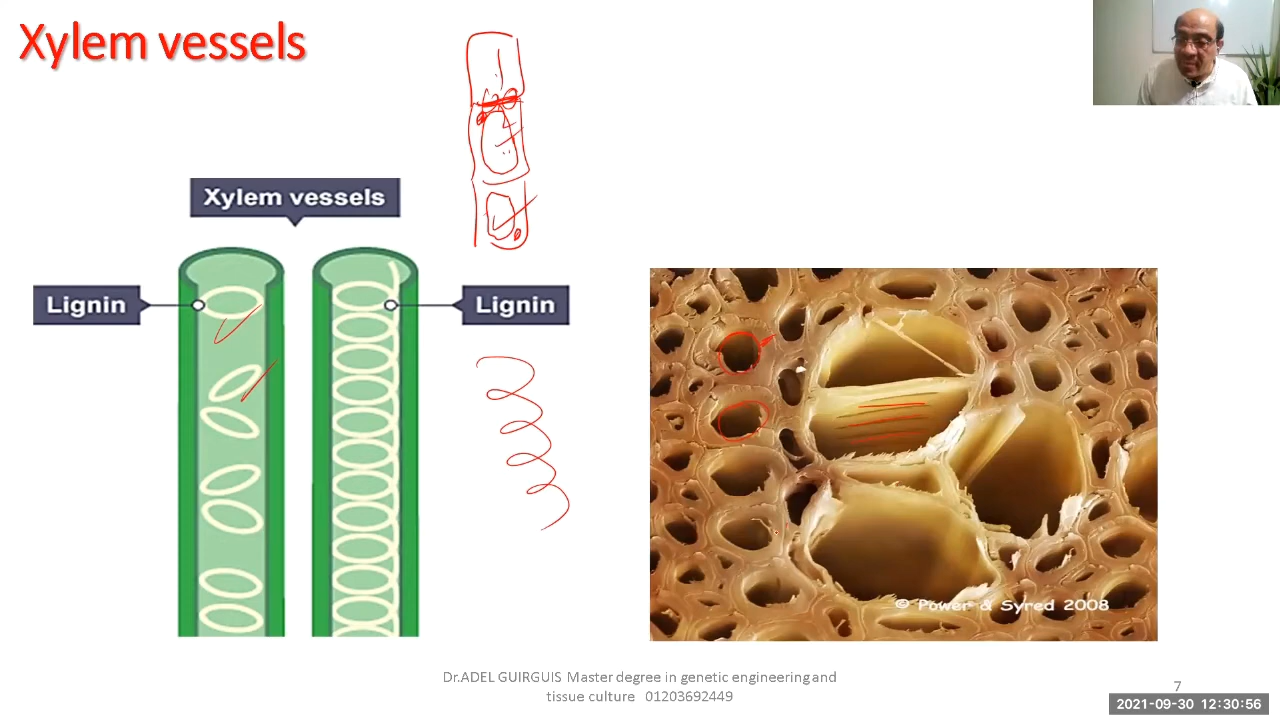 Xylem vessels
Xylem vessels
Lignin
Lignin
© Power & Syred 2008
Dr.ADEL GUIRGUIS Master degree in genetic engineering and
tissue culture 01203692449
7
2021-09-30 12:30:56